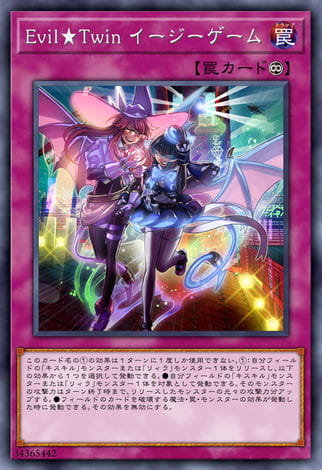 Evil★Twin イージーゲーム
トラップ
罠
【罠カード】
このカード名の①の効果は１ターンに１度しか使用できない。①：自分フィール
ドの「キスキル」モンスターまたは「リィラ」モンスター１体をリリースし、以下
の効果から１つを選択して発動できる。●自分フィールドの「キスキル」モンス
ターまたは「リィラ」モンスター１体を対象として発動できる。そのモンスター
の攻撃力はターン終了時まで、リリースしたモンスターの元々の攻撃力分アッ
プする。●フィールドのカードを破壊する魔法・罠・モンスターの効果が発動し
た時に発動できる。その効果を無効にする。
34365442